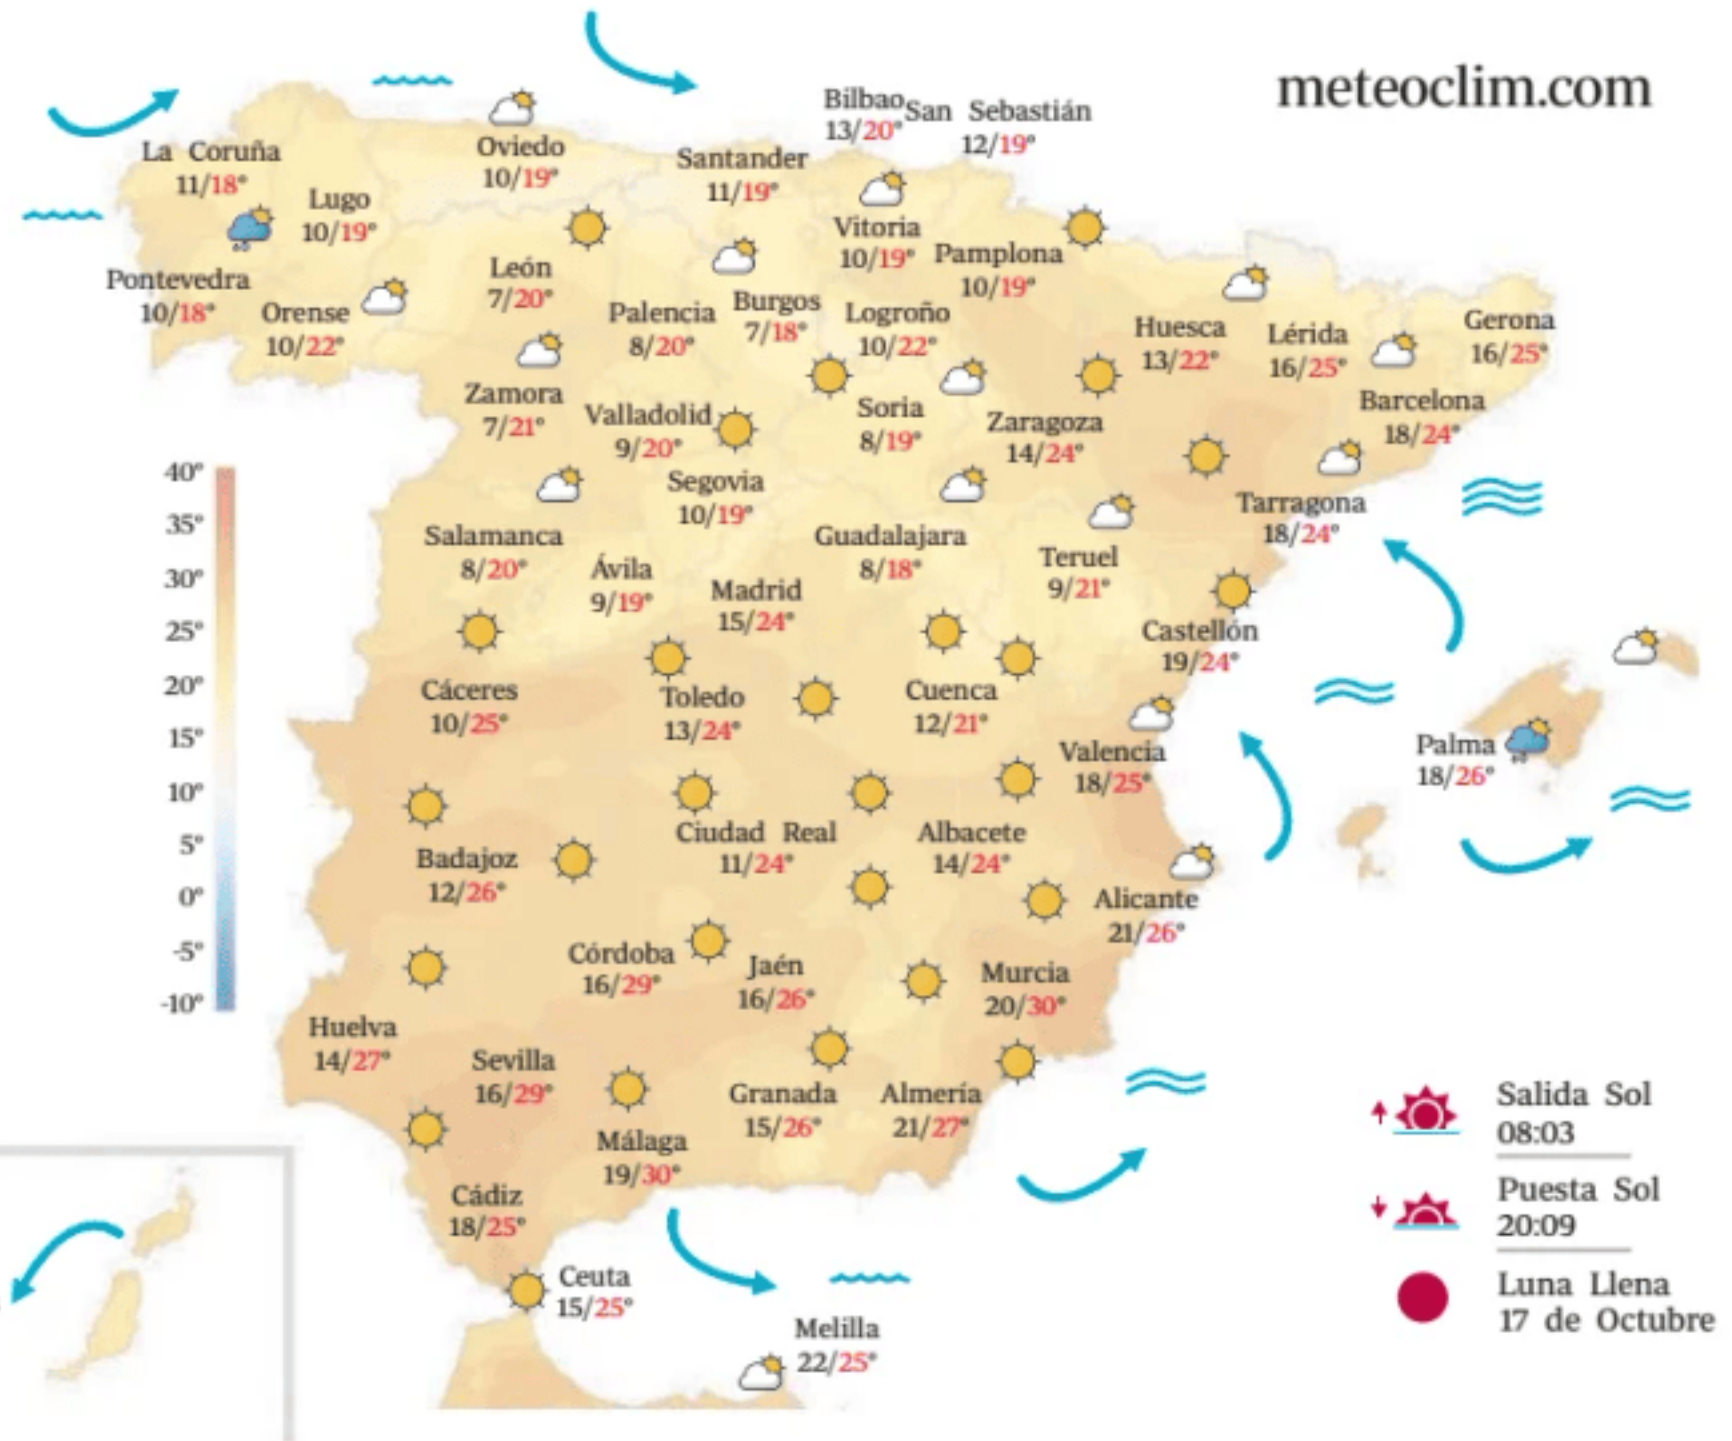 meteoclim.com
La Coruña
11/18°
Lugo
10/19°
Oviedo
10/19°
Santander
11/19°
Bilbao
13/20°
San Sebastián
12/19°
Vitoria
10/19°
Pamplona
10/19°
Pontevedra
10/18°
Orense
10/22°
León
7/20°
Palencia
8/20°
Burgos
7/18°
Logroño
10/22°
Huesca
13/22°
Lérida
16/25°
Gerona
16/25°
Zamora
7/21°
Valladolid
9/20°
Soria
8/19°
Zaragoza
14/24°
Barcelona
18/24°
Segovia
10/19°
Tarragona
18/24°
Salamanca
8/20°
Ávila
9/19°
Madrid
15/24°
Guadalajara
8/18°
Teruel
9/21°
Castellón
19/24°
Cáceres
10/25°
Toledo
13/24°
Cuenca
12/21°
Valencia
18/25°
Palma
18/26°
Badajoz
12/26°
Ciudad Real
11/24°
Albacete
14/24°
Alicante
21/26°
Córdoba
16/29°
Jaén
16/26°
Murcia
20/30°
Huelva
14/27°
Sevilla
16/29°
Málaga
19/30°
Granada
15/26°
Almería
21/27°
Cádiz
18/25°
Ceuta
15/25°
Melilla
22/25°
40°
35°
30°
25°
20°
15°
10°
5°
0°
-5°
-10°
Salida Sol
08:03
Puesta Sol
20:09
Luna Llena
17 de Octubre